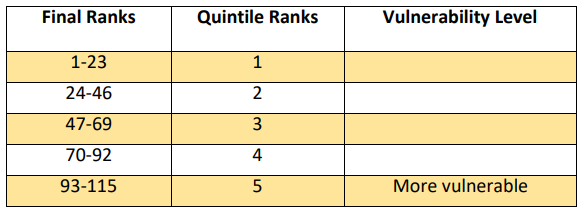 Final Ranks Quintile Ranks Vulnerability Level
1-23 1
24-46 2
47-69 3
70-92 4
93-115 5 More vulnerable